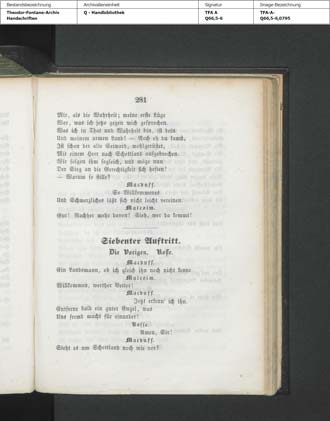 Bestandsbezeichnung
Theodor-Fontane-Archiv
Handschriften
Archivalieneinheit
Q - Handbibliothek
Signatur
TFA A
Q66,5-6
Image-Bezeichnung
TFA-A-
Q66,5-6,0795
281
Mir, als die Wahrheit; meine erste Lüge
War, was ich jetzt gegen mich gesprochen.
Was ich in That und Wahrheit bin, ist dein
Und meinem armen Land! — Noch eh du kamst,
Ist schon der alte Seiward, wohlgerüstet,
Mit einem Heer nach Schottland aufgebrochen.
Wir folgen ihm sogleich, und möge nun
Der Sieg an die Gerechtigkeit sich heften!
— Warum so stille?
Macduff.
So Willkommenes
Und Schmerzliches läßt sich nicht leicht vereinen.
Malcolm.
Gut! Nachher mehr davon! Sieh, wer da kommt!
Siebenter Auftritt.
Die Vorigen. Rosse.
Macduff.
Ein Landsmann, ob ich gleich ihn noch nicht kenne.
Malcolm.
Willkommen, werther Vetter!
Macduff.
Jetzt erkenn' ich ihn.
Entferne bald ein guter Engel, was
Uns fremd macht für einander!
Rosse.
Amen, Sir!
Macduff.
Steht es um Schottland noch wie vor?